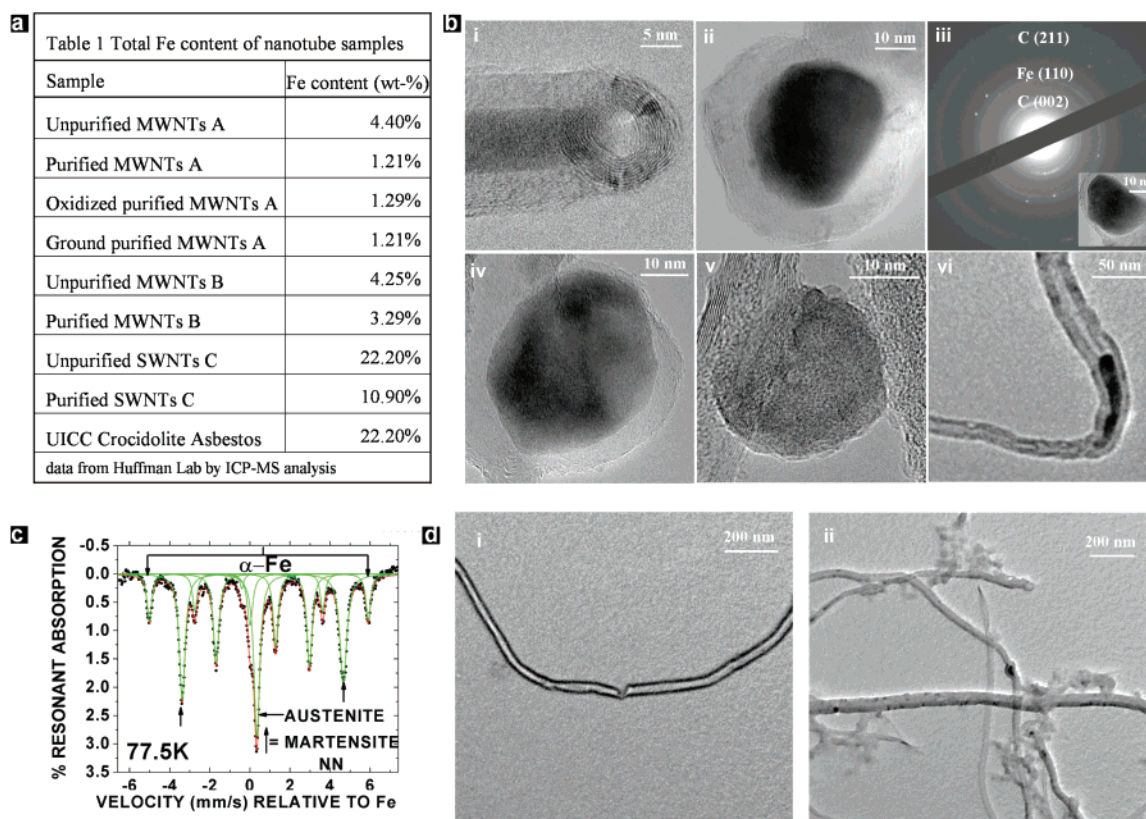 a
Table 1 Total Fe content of nanotube samples
Sample Fe content (wt-%)
Unpurified MWNTs A 4.40%
Purified MWNTs A 1.21%
Oxidized purified MWNTs A 1.29%
Ground purified MWNTs A 1.21%
Unpurified MWNTs B 4.25%
Purified MWNTs B 3.29%
Unpurified SWNTs C 22.20%
Purified SWNTs C 10.90%
UICC Crocidolite Asbestos 22.20%
data from Huffman Lab by ICP-MS analysis
b
i
5 nm
ii
10 nm
iii
C (211)
Fe (110)
C (002)
10 nm
iv
10 nm
v
10 nm
vi
50 nm
c
% RESONANT ABSORPTION
-0.5
0.0
0.5
1.0
1.5
2.0
2.5
3.0
3.5
α–Fe
AUSTENITE
= MARTENSITE
NN
77.5K
-6 -4 -2 0 2 4 6
VELOCITY (mm/s) RELATIVE TO Fe
d
i
200 nm
ii
200 nm